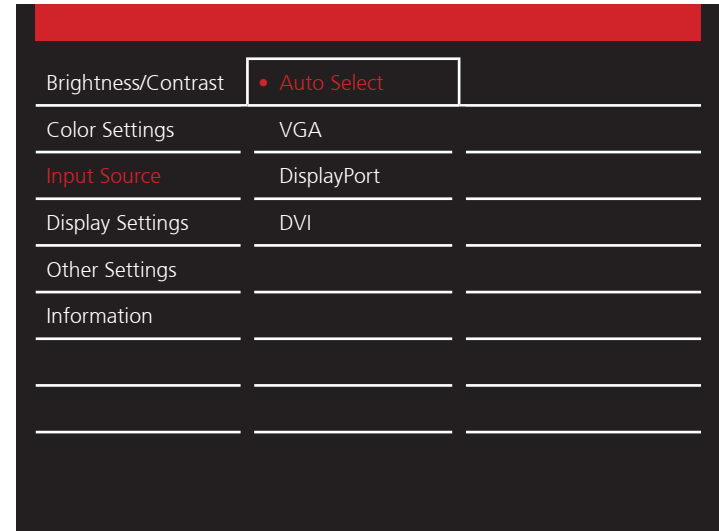 Brightness/Contrast
• Auto Select
Color Settings
VGA
Input Source
DisplayPort
Display Settings
DVI
Other Settings
Information